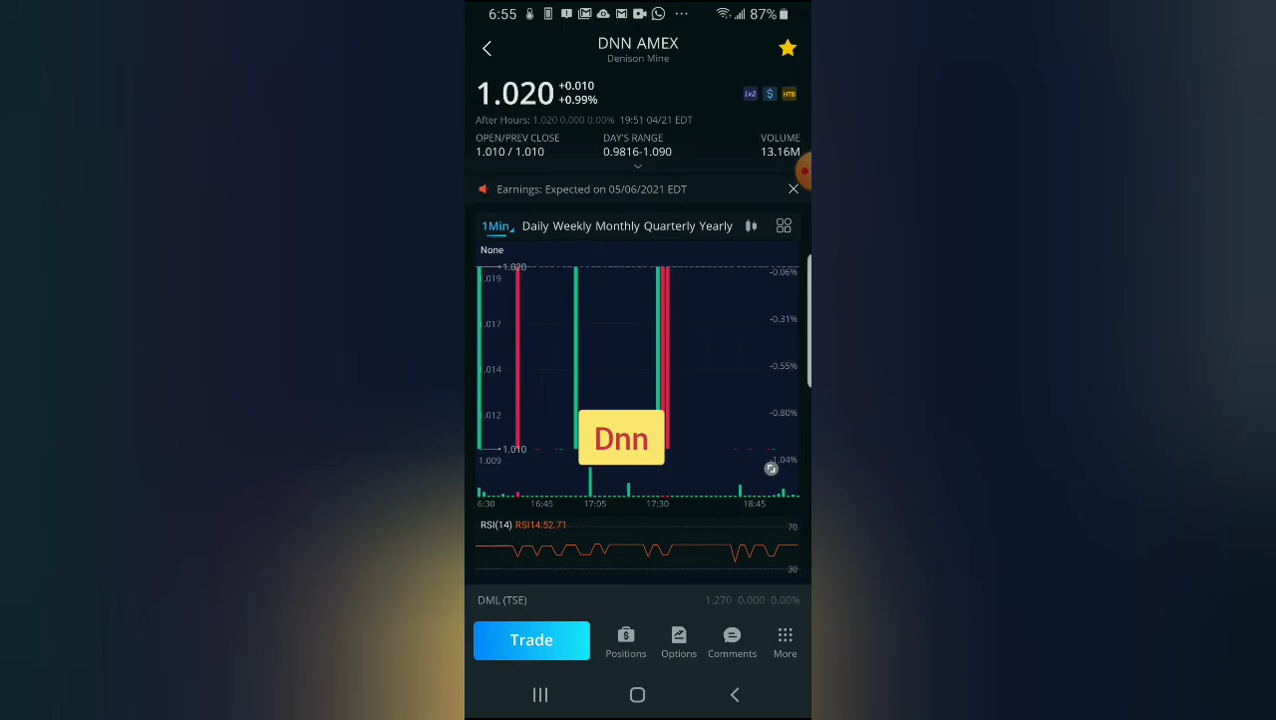 6:55 87%
DNN AMEX
Denison Mine
1.020 +0.010
+0.99%
Lv2 $ HTB
After Hours: 1.020 0.000 0.00% 19:51 04/21 EDT
OPEN/PREV CLOSE DAY'S RANGE VOLUME
1.010 / 1.010 0.9816-1.090 13.16M
Earnings: Expected on 05/06/2021 EDT
1Min Daily Weekly Monthly Quarterly Yearly
None
1.020
1.019 -0.06%
1.017 -0.31%
1.014 -0.55%
1.012 -0.80%
Dnn
1.010
1.009 -1.04%
6:30 16:45 17:05 17:30 18:45
RSI(14) RSI14:52.71 70
30
DML (TSE) 1.270 0.000 0.00%
Trade
Positions Options Comments More